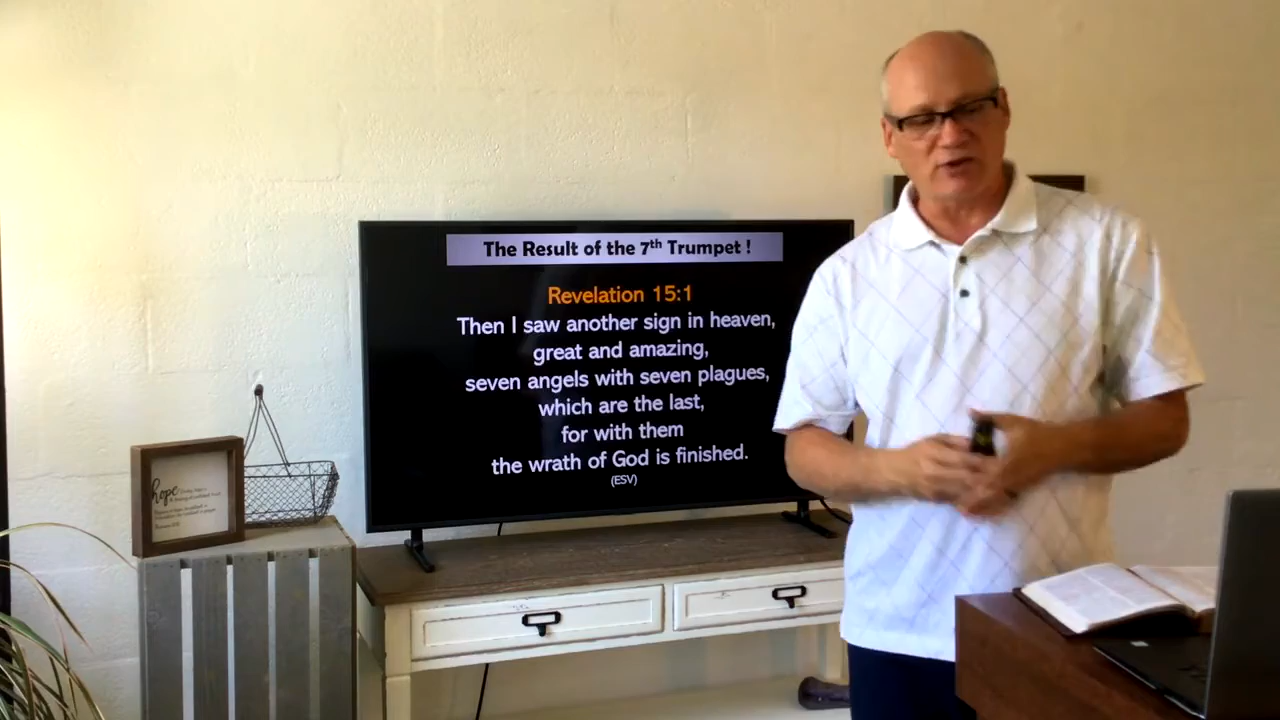 The Result of the 7th Trumpet !
Revelation 15:1
Then I saw another sign in heaven,
great and amazing,
seven angels with seven plagues,
which are the last,
for with them
the wrath of God is finished.
(ESV)
hope